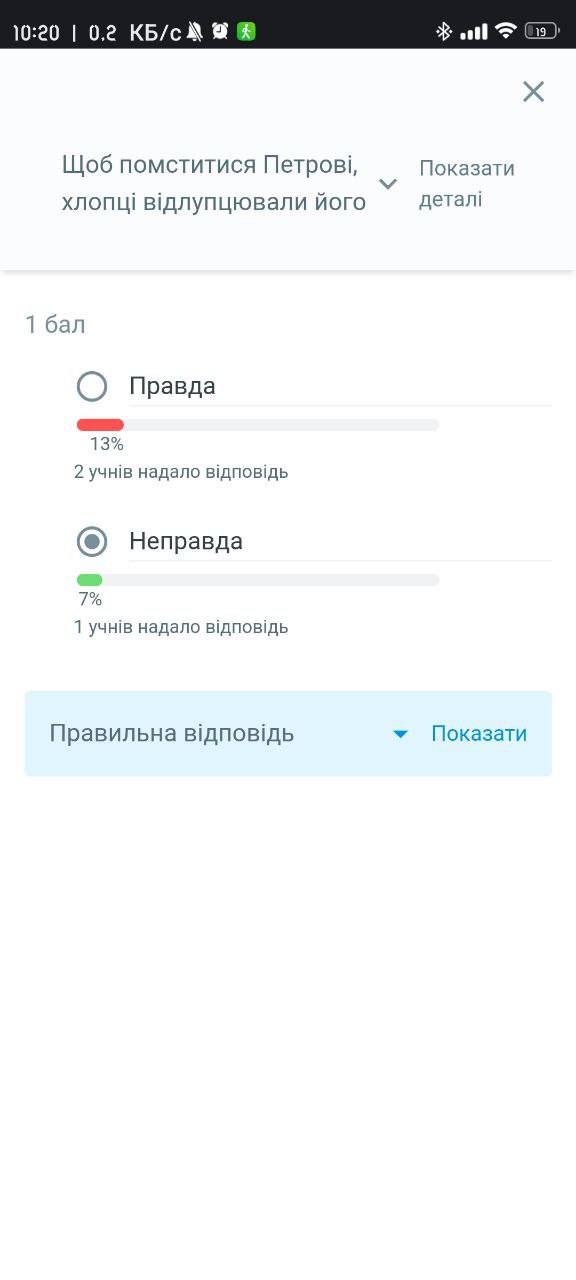 10:20 | 0.2 КБ/с
19
Щоб помститися Петрові,
хлопці відлупцювали його
Показати
деталі
1 бал
Правда
13%
2 учнів надало відповідь
Неправда
7%
1 учнів надало відповідь
Правильна відповідь
Показати